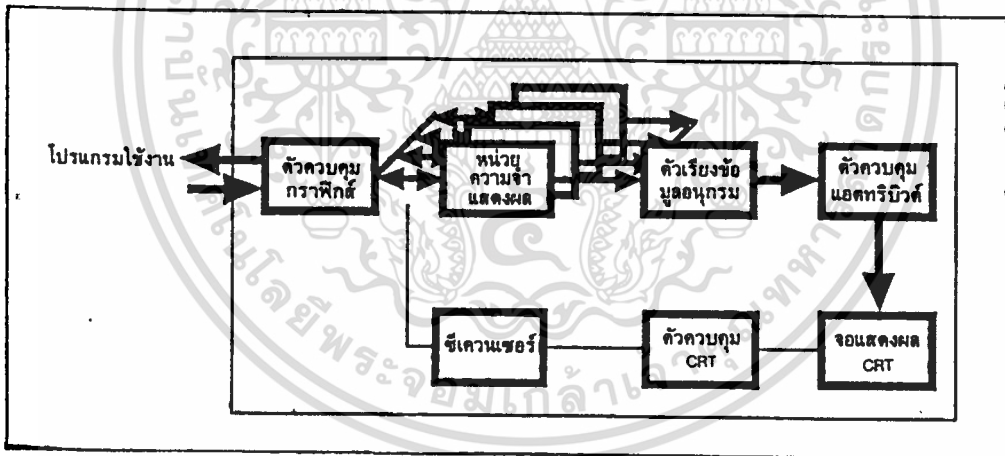 โปรแกรมใช้งาน
ตัวควบคุม
กราฟิกส์
หน่วย
ความจำ
แสดงผล
ตัวเรียงข้อ
มูลอนุกรม
ตัวควบคุม
แอตทริบิวต์
ซีเควนเซอร์
ตัวควบคุม
CRT
จอแสดงผล
CRT